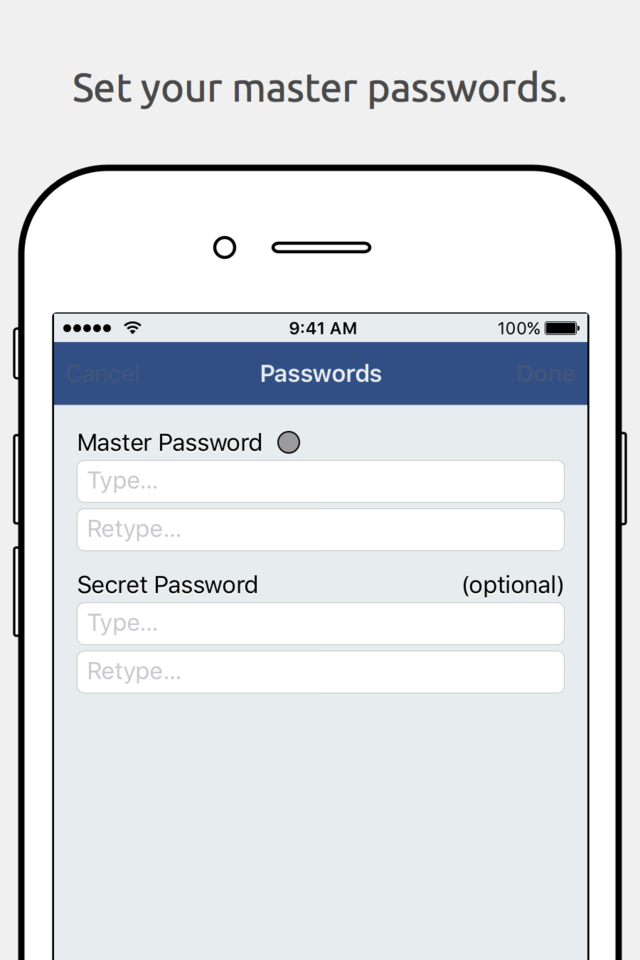 Set your master passwords.
9:41 AM
100%
Cancel
Passwords
Done
Master Password
Type...
Retype...
Secret Password
(optional)
Type...
Retype...